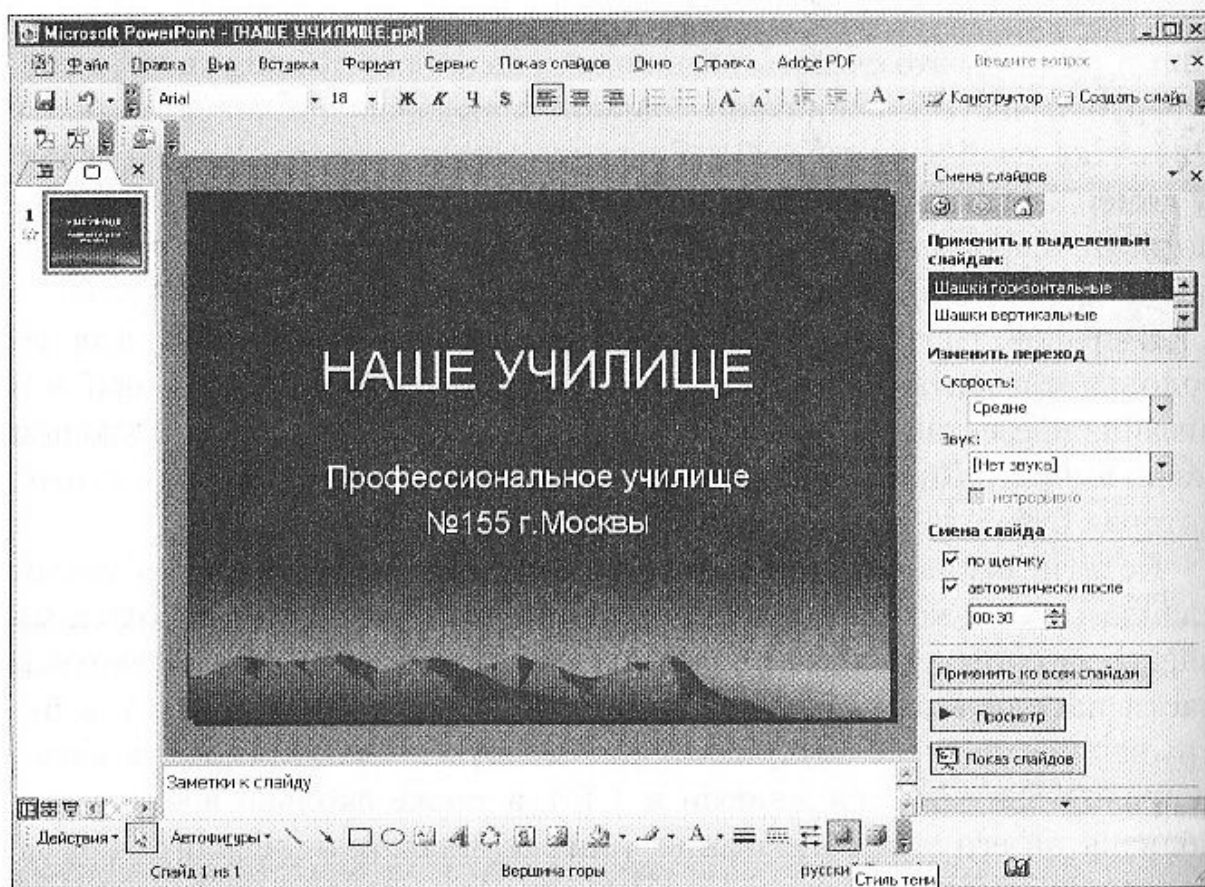 Microsoft PowerPoint - [НАШЕ УЧИЛИЩЕ.ppt]
Файл Правка Вид Вставка Формат Сервис Показ слайдов Окно Справка Adobe PDF Введите вопрос
Arial 18 Ж К Ч S A A A Конструктор Создать слайд
Смена слайдов
1
Применить к выделенным
слайдам:
Шашки горизонтальные
Шашки вертикальные
НАШЕ УЧИЛИЩЕ
Профессиональное училище
№155 г.Москвы
Изменить переход
Скорость:
Средне
Звук:
[Нет звука]
непрерывно
Смена слайда
по щелчку
автоматически после
00:30
Применить ко всем слайдам
Просмотр
Показ слайдов
Заметки к слайду
Действия Автофигуры A
Слайд 1 из 1 Вершина горы русски Стиль тени